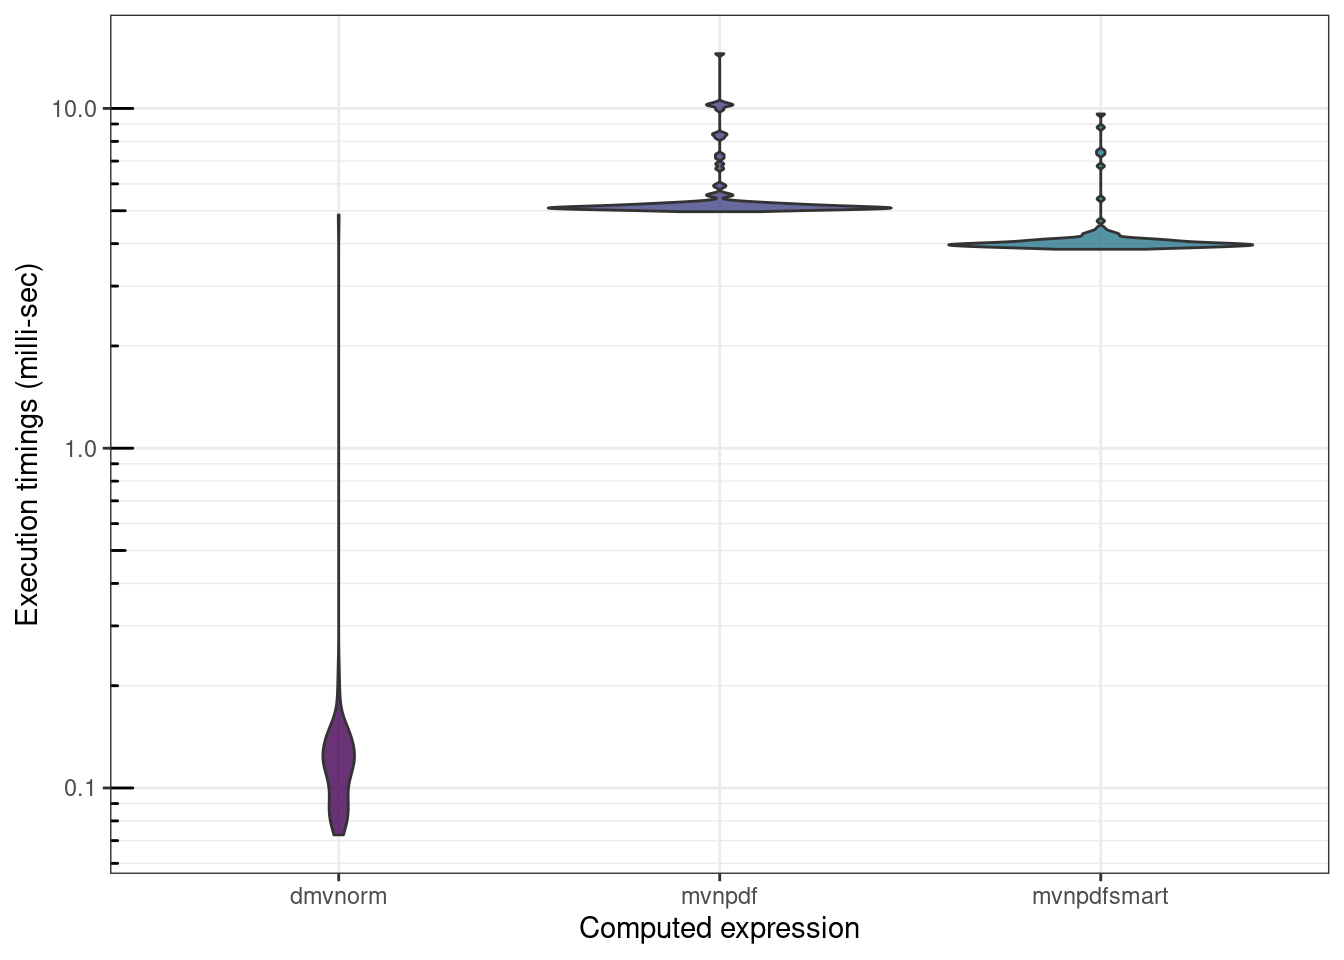 Execution timings (milli-sec)
10.0
1.0
0.1
dmvnorm
mvnpdf
mvnpdfsmart
Computed expression